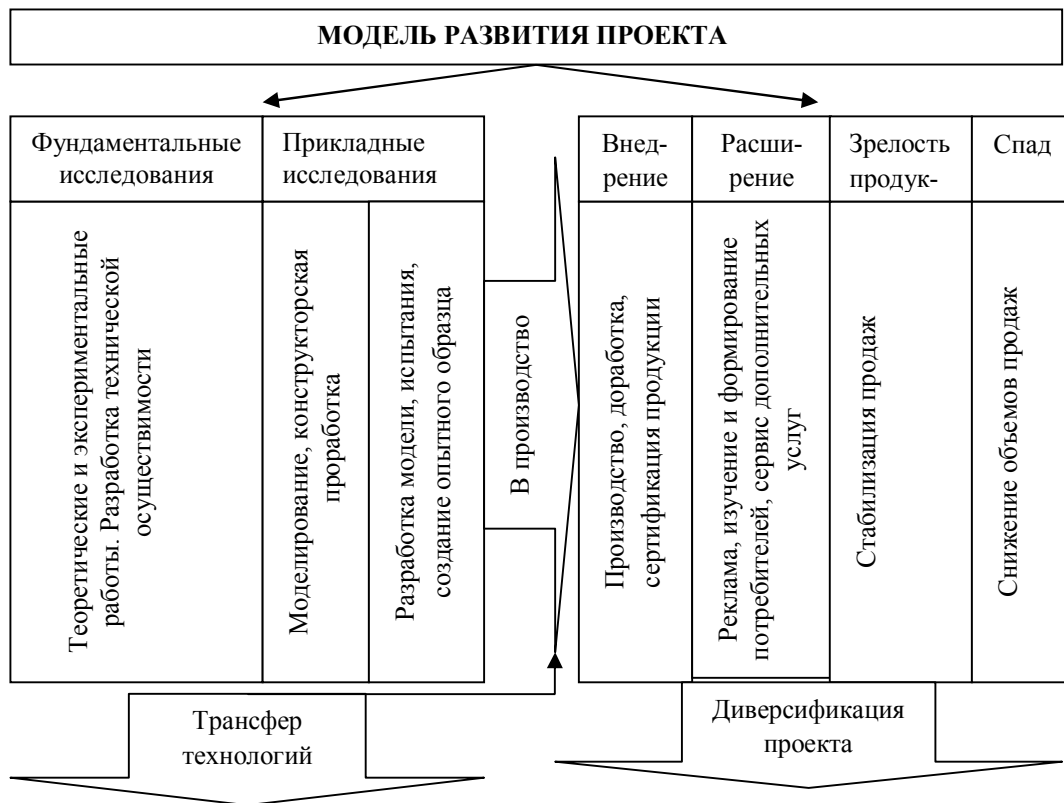 МОДЕЛЬ РАЗВИТИЯ ПРОЕКТА
Фундаментальные
исследования
Прикладные
исследования
Внед-
рение
Расши-
рение
Зрелость
продук-
Спад
Теоретические и экспериментальные
работы. Разработка технической
осуществимости
Моделирование, конструкторская
проработка
Разработка модели, испытания,
создание опытного образца
В производство
Производство, доработка,
сертификация продукции
Реклама, изучение и формирование
потребителей, сервис дополнительных
услуг
Стабилизация продаж
Снижение объемов продаж
Трансфер
технологий
Диверсификация
проекта